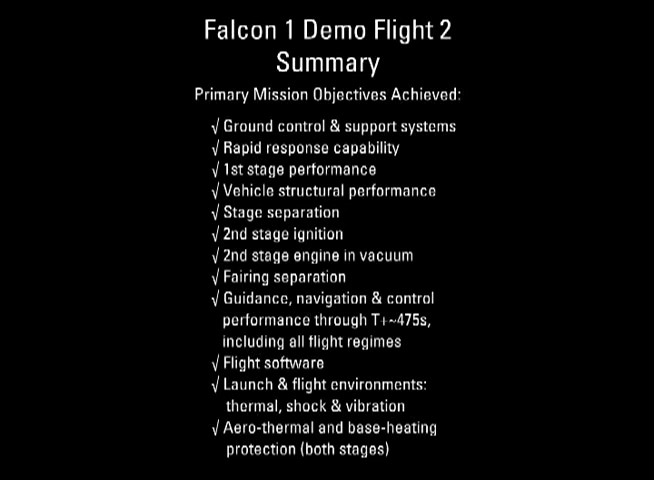 Falcon 1 Demo Flight 2
Summary
Primary Mission Objectives Achieved:
√ Ground control & support systems
√ Rapid response capability
√ 1st stage performance
√ Vehicle structural performance
√ Stage separation
√ 2nd stage ignition
√ 2nd stage engine in vacuum
√ Fairing separation
√ Guidance, navigation & control
performance through T+~475s,
including all flight regimes
√ Flight software
√ Launch & flight environments:
thermal, shock & vibration
√ Aero-thermal and base-heating
protection (both stages)